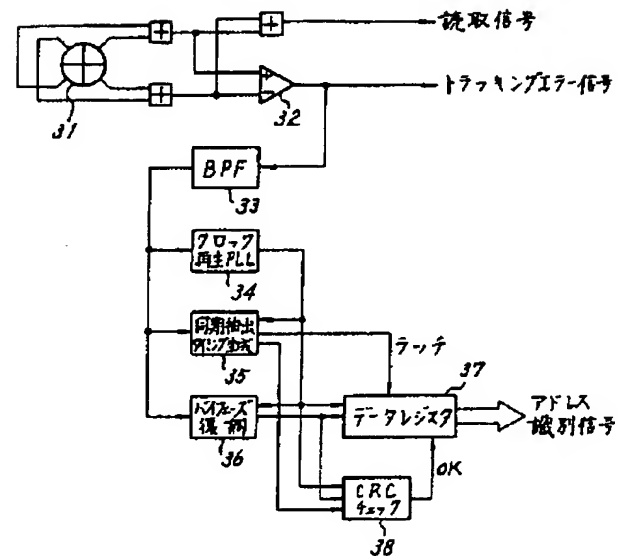 読取信号
トラッキングエラー信号
31
32
BPF
33
クロック
再生PLL
34
同期抽出
タイミング生成
35
ラッチ
37
バイフェーズ
復調
36
データレジスタ
アドレス
識別信号
OK
CRC
チェック
38